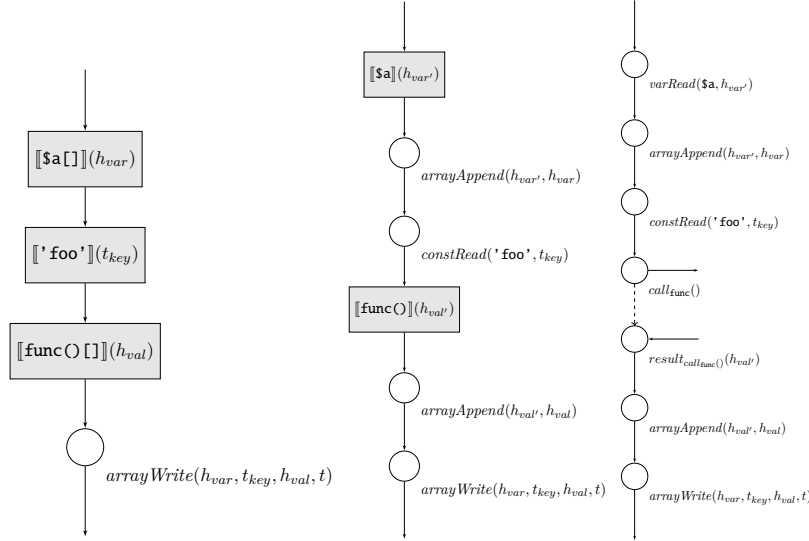 ⟦$a[]⟧(h_var)
⟦'foo'⟧(t_key)
⟦func()[]⟧(h_val)
arrayWrite(h_var, t_key, h_val, t)
⟦$a⟧(h_var′)
arrayAppend(h_var′, h_var)
constRead('foo', t_key)
⟦func()⟧(h_val′)
arrayAppend(h_val′, h_val)
arrayWrite(h_var, t_key, h_val, t)
varRead($a, h_var′)
arrayAppend(h_var′, h_var)
constRead('foo', t_key)
call_func()
result_call_func()(h_val′)
arrayAppend(h_val′, h_val)
arrayWrite(h_var, t_key, h_val, t)